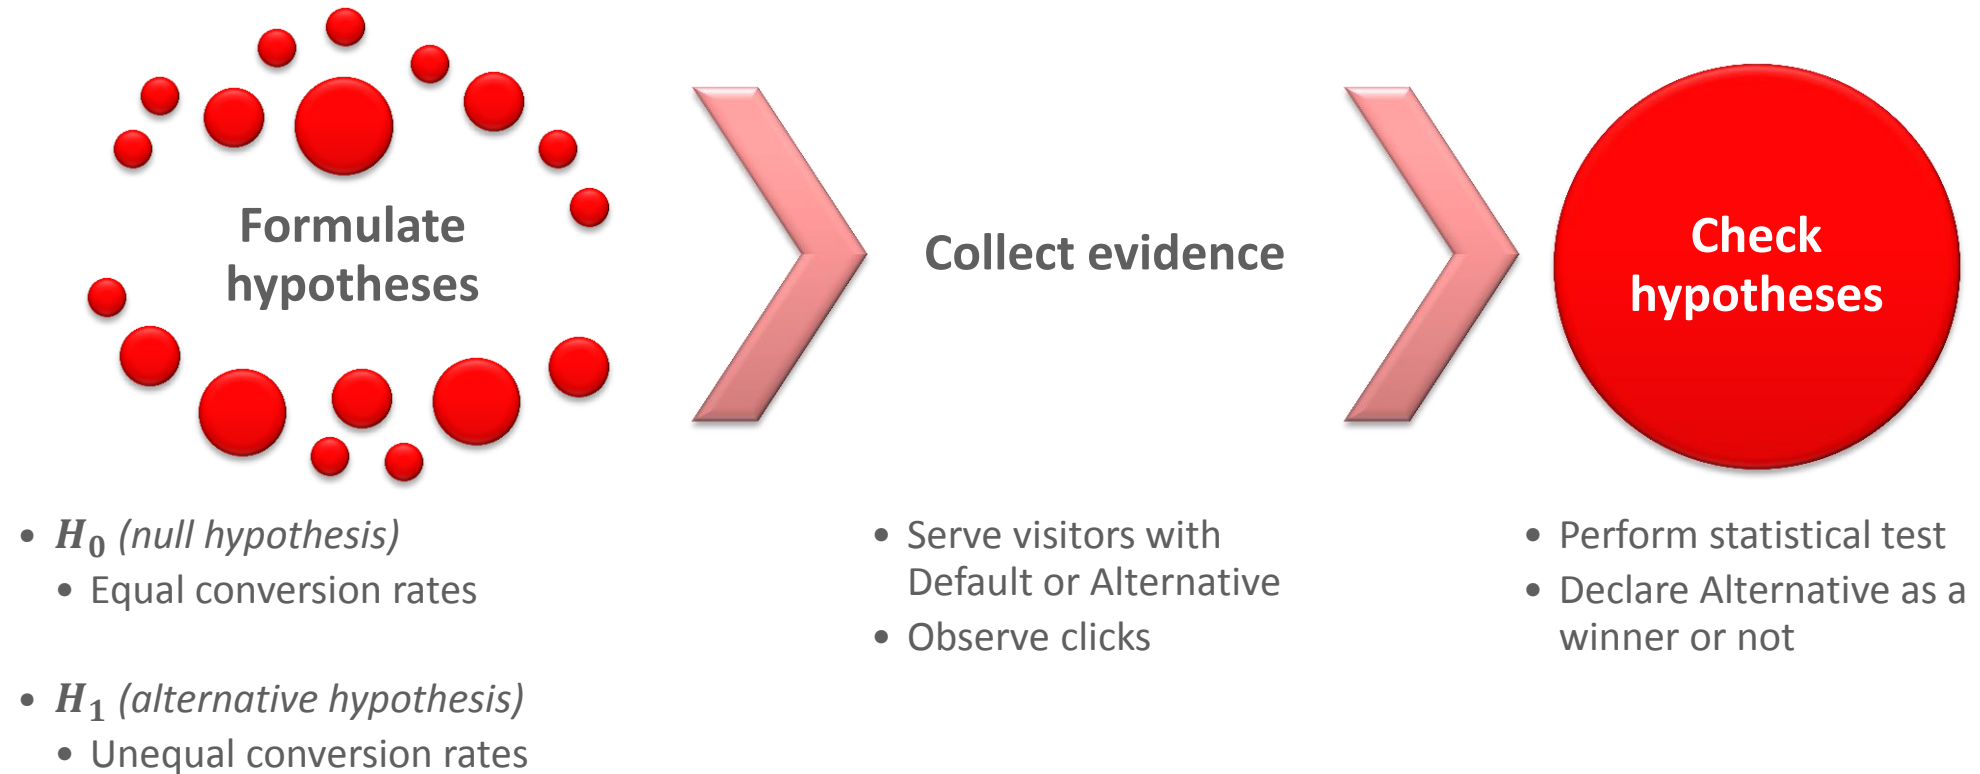 Formulate
hypotheses
Collect evidence
Check
hypotheses
• H₀ (null hypothesis)
• Equal conversion rates
• H₁ (alternative hypothesis)
• Unequal conversion rates
• Serve visitors with
Default or Alternative
• Observe clicks
• Perform statistical test
• Declare Alternative as a
winner or not